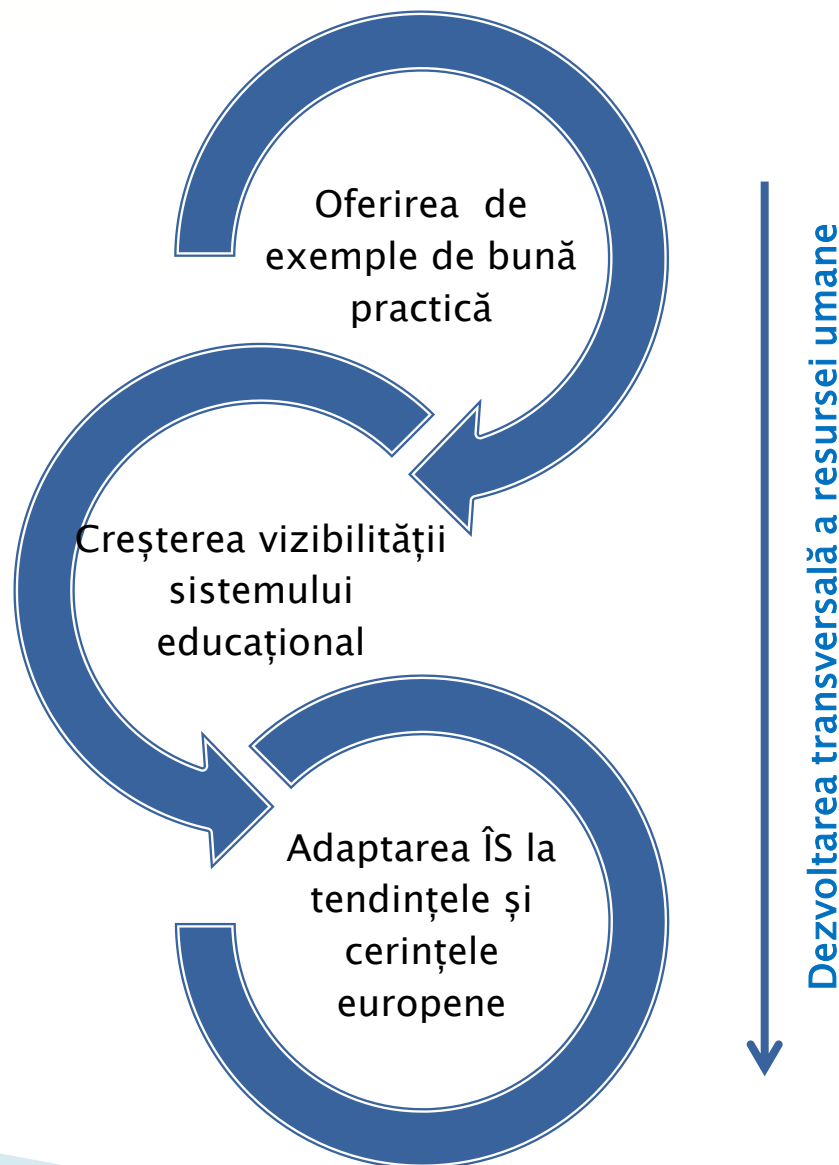 Oferirea de
exemple de bună
practică
Creșterea vizibilității
sistemului
educațional
Adaptarea ÎS la
tendințele și
cerințele
europene
Dezvoltarea transversală a resursei umane